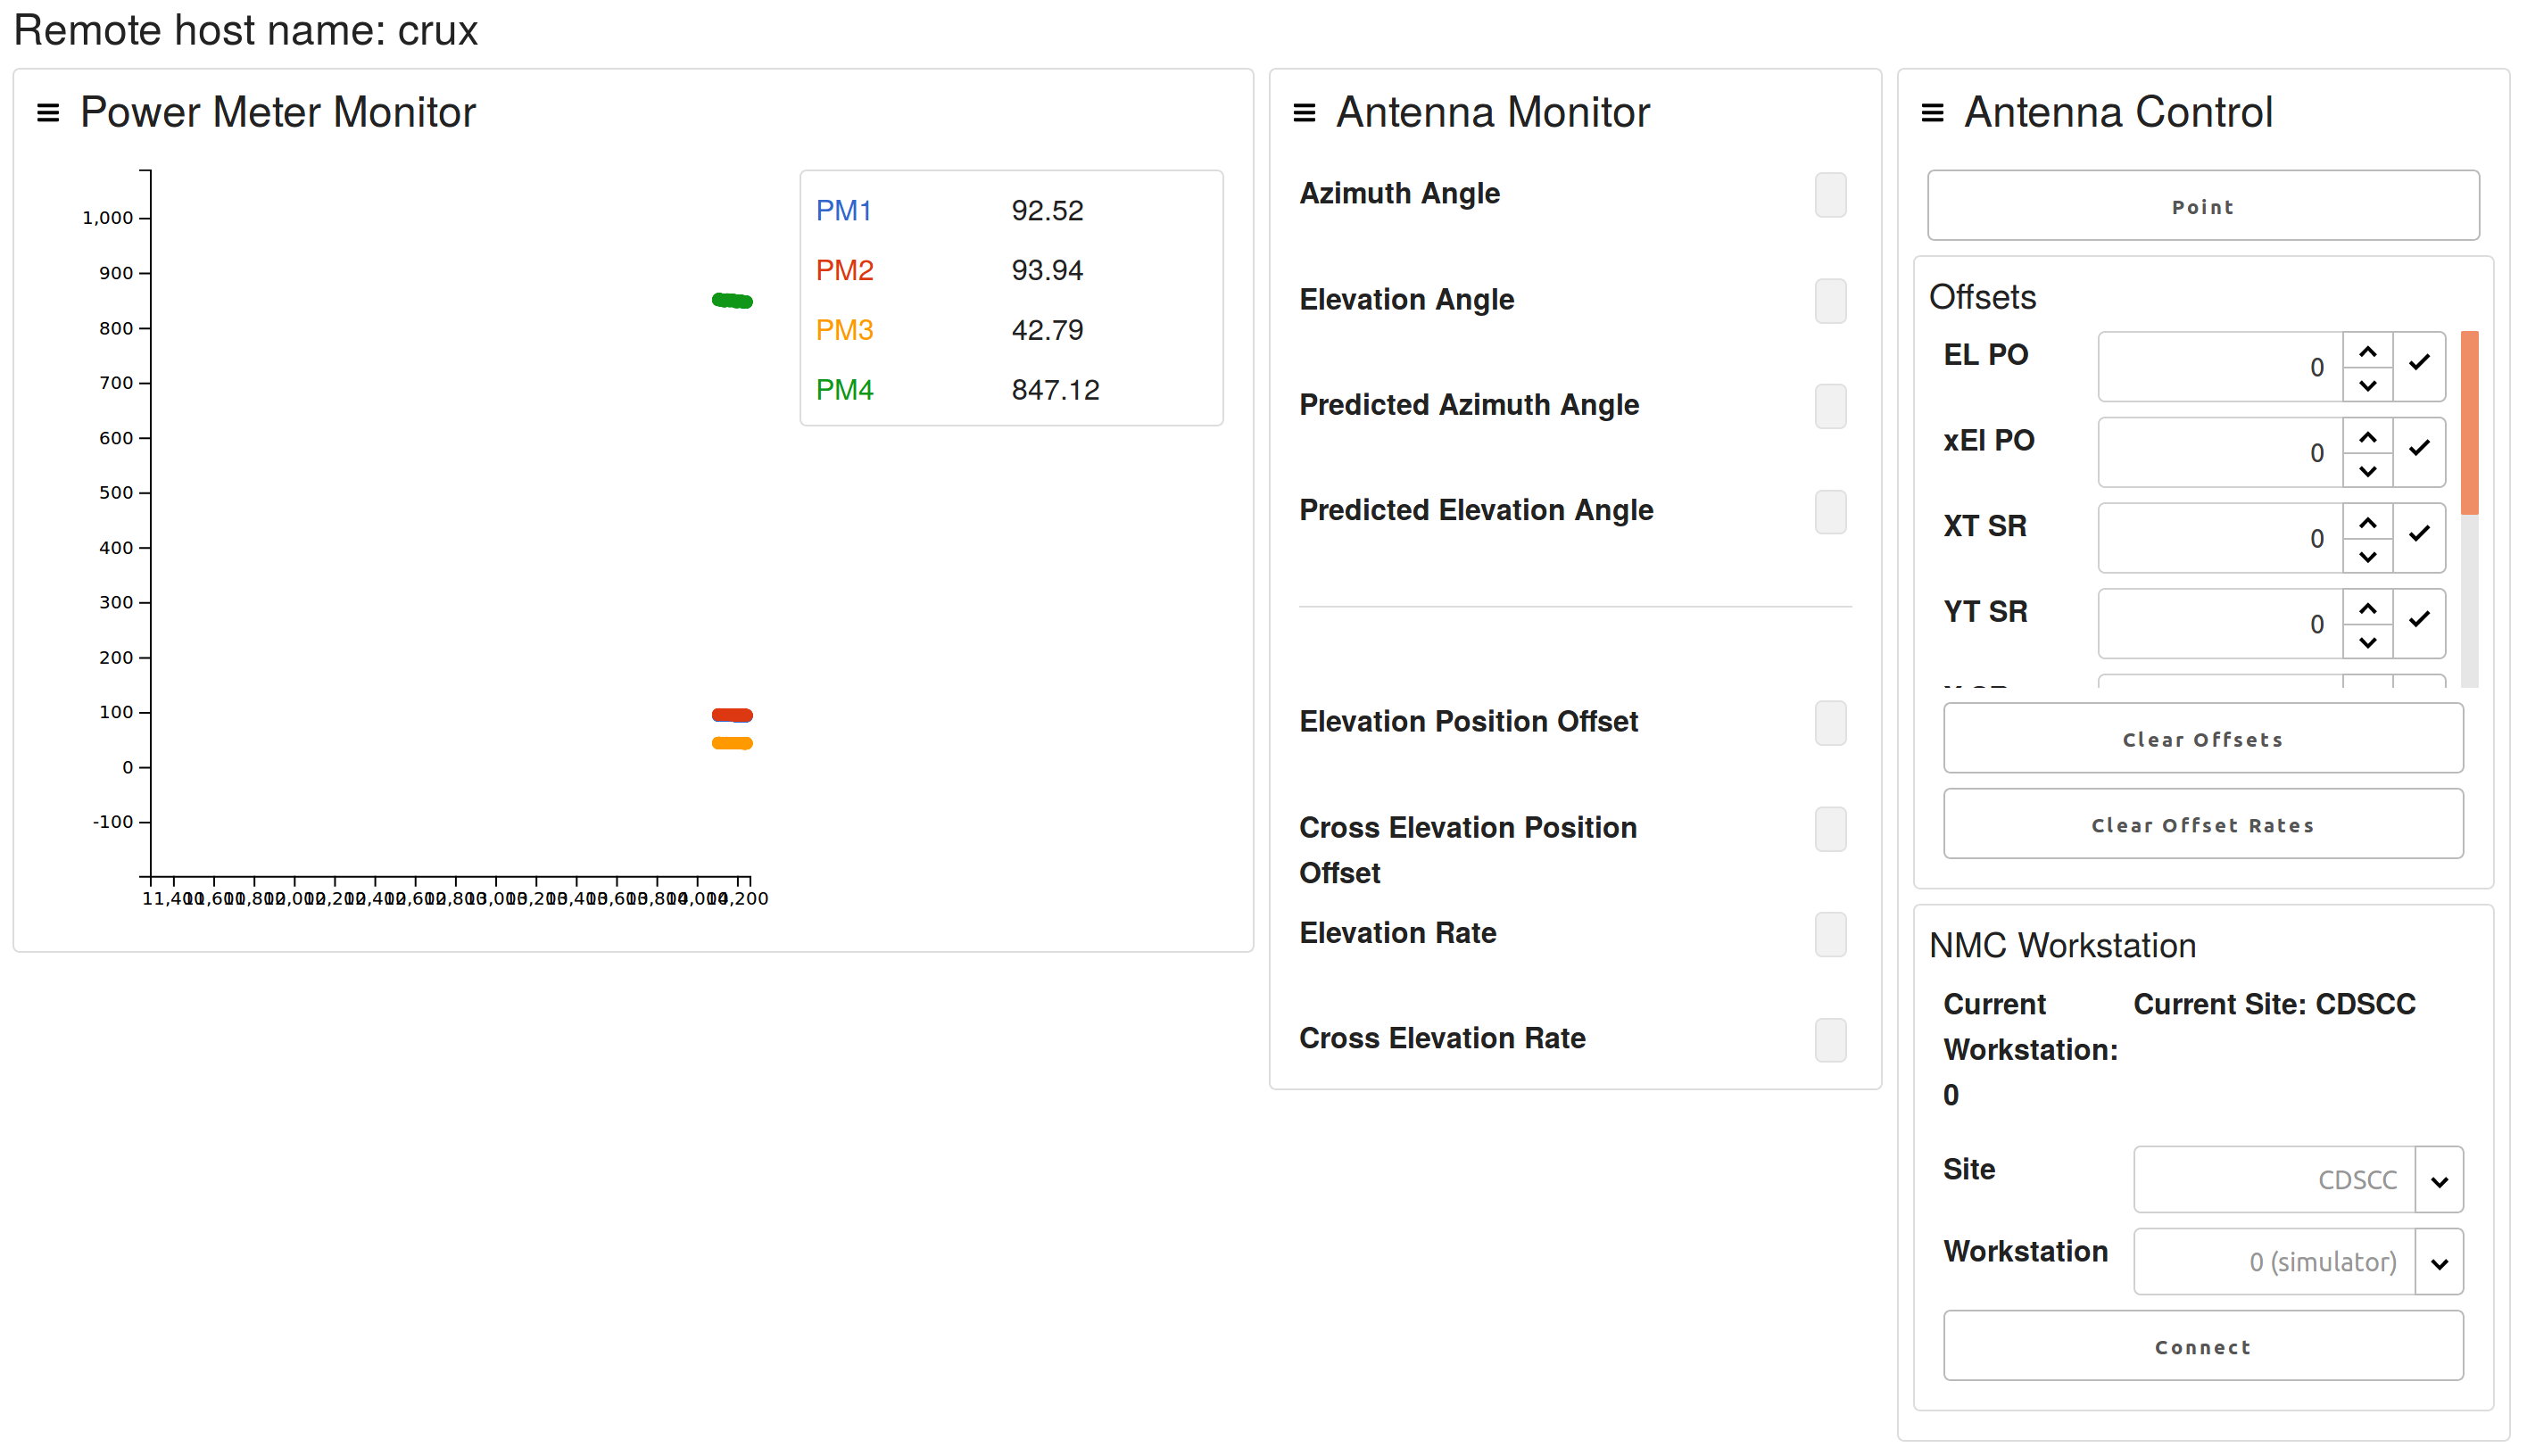 Remote host name: crux
Power Meter Monitor
1,000
900
800
700
600
500
400
300
200
100
0
-100
11,400 11,600 11,800 12,000 12,200 12,400 12,600 12,800 13,000 13,200 13,400 13,600 13,800 14,000 14,200
PM1 92.52
PM2 93.94
PM3 42.79
PM4 847.12
Antenna Monitor
Azimuth Angle
Elevation Angle
Predicted Azimuth Angle
Predicted Elevation Angle
Elevation Position Offset
Cross Elevation Position
Offset
Elevation Rate
Cross Elevation Rate
Antenna Control
Point
Offsets
EL PO 0
xEl PO 0
XT SR 0
YT SR 0
Clear Offsets
Clear Offset Rates
NMC Workstation
Current
Workstation:
0
Current Site: CDSCC
Site CDSCC
Workstation 0 (simulator)
Connect